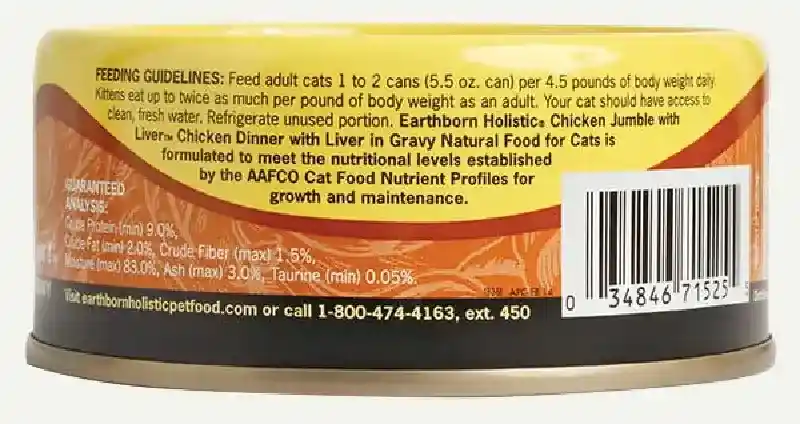 FEEDING GUIDELINES: Feed adult cats 1 to 2 cans (5.5 oz. can) per 4.5 pounds of body weight daily.
Kittens eat up to twice as much per pound of body weight as an adult. Your cat should have access to
clean, fresh water. Refrigerate unused portion. Earthborn Holistic® Chicken Jumble with
Liver™ Chicken Dinner with Liver in Gravy Natural Food for Cats is
formulated to meet the nutritional levels established
by the AAFCO Cat Food Nutrient Profiles for
growth and maintenance.
GUARANTEED
ANALYSIS:
Crude Protein (min) 9.0%,
Crude Fat (min) 2.0%, Crude Fiber (max) 1.5%,
Moisture (max) 83.0%, Ash (max) 3.0%, Taurine (min) 0.05%.
Visit earthbornholisticpetfood.com or call 1-800-474-4163, ext. 450
0 34846 71525 5